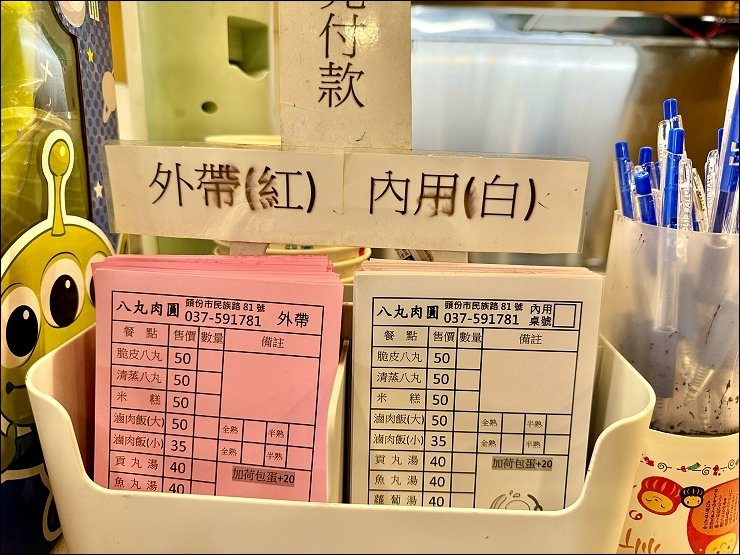 付款
外帶(紅)
內用(白)
八丸肉圓 頭份市民族路 81 號
037-591781 外帶
餐 點 售價 數量 備註
脆皮八丸 50
清蒸八丸 50
米 糕 50
滷肉飯(大) 50 全熟 半熟
滷肉飯(小) 35 全熟 半熟
貢丸湯 40 加荷包蛋+20
魚丸湯 40
八丸肉圓 頭份市民族路 81 號 內用
037-591781 桌號
餐 點 售價 數量 備註
脆皮八丸 50
清蒸八丸 50
米 糕 50
滷肉飯(大) 50 全熟 半熟
滷肉飯(小) 35 全熟 半熟
貢丸湯 40 加荷包蛋+20
魚丸湯 40
蘿蔔湯 40